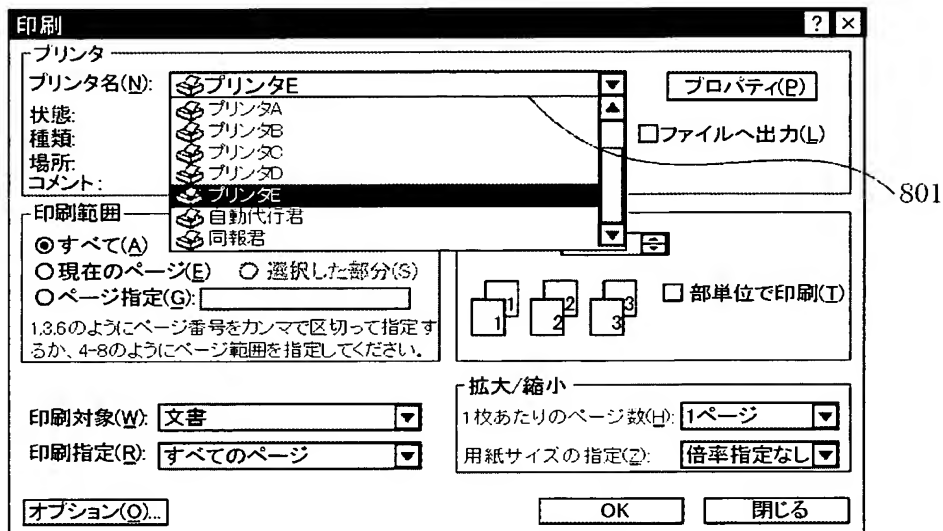 印刷 ? ×
プリンタ
プリンタ名(N): プリンタE プロパティ(P)
状態: プリンタA
種類: プリンタB ファイルへ出力(L)
場所: プリンタC
プリンタD
コメント: プリンタE
自動代行君
同報君
801
印刷範囲
すべて(A)
現在のページ(E) 選択した部分(S)
ページ指定(G):
1.3.6のようにページ番号をカンマで区切って指定す
るか、4-8のようにページ範囲を指定してください。
1 1 2 2 3 3 部単位で印刷(T)
拡大/縮小
印刷対象(W): 文書 1枚あたりのページ数(H): 1ページ
印刷指定(R): すべてのページ 用紙サイズの指定(Z): 倍率指定なし
オプション(O)... OK 閉じる